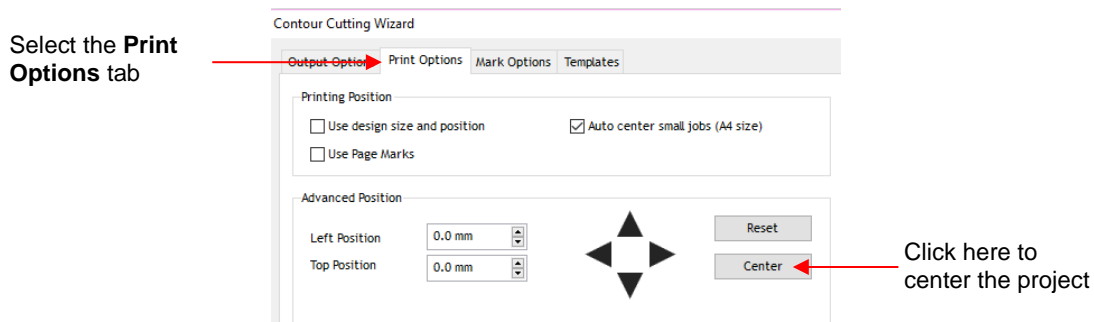 Contour Cutting Wizard
Select the Print
Options tab
Output Option Print Options Mark Options Templates
Printing Position
Use design size and position
Auto center small jobs (A4 size)
Use Page Marks
Advanced Position
Left Position 0.0 mm
Top Position 0.0 mm
Reset
Center
Click here to
center the project